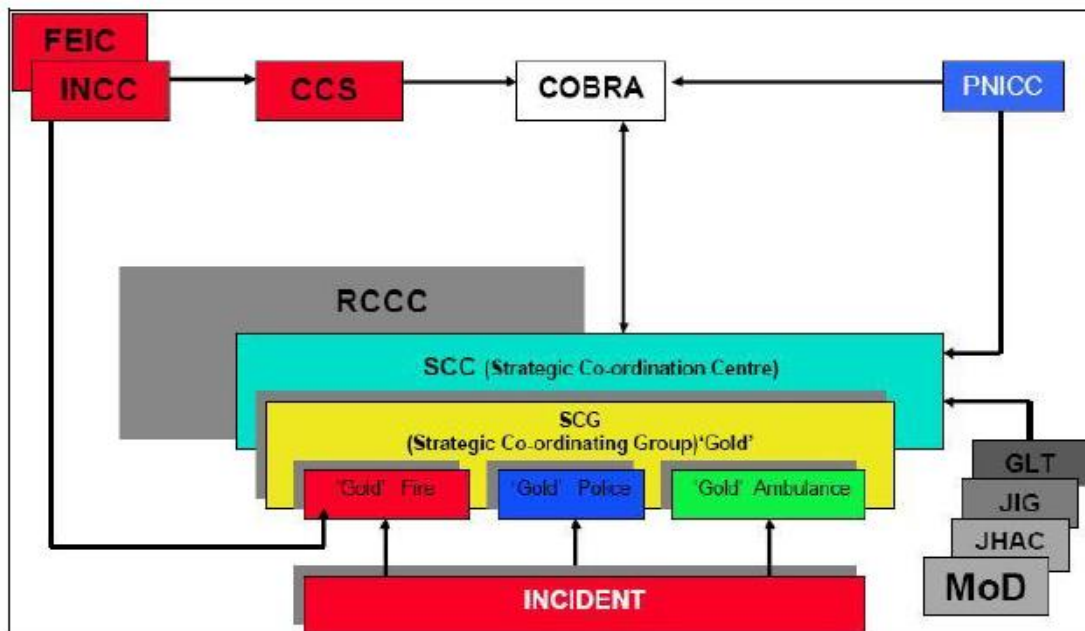 FEIC
INCC
CCS
COBRA
PNICC
RCCC
SCC (Strategic Co-ordination Centre)
SCG
(Strategic Co-ordinating Group)'Gold'
'Gold' Fire
'Gold' Police
'Gold' Ambulance
GLT
JIG
JHAC
MoD
INCIDENT